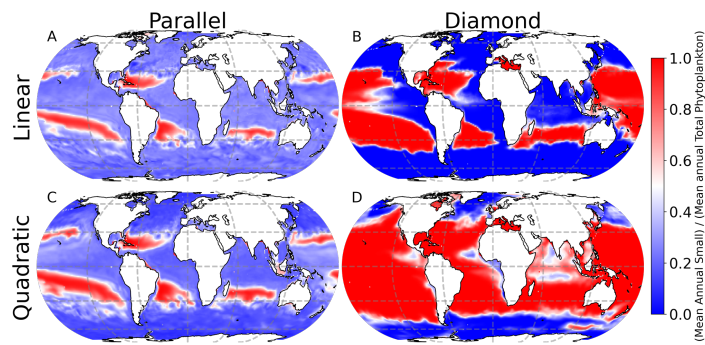 Parallel
Diamond
A
B
Linear
C
D
Quadratic
1.0
0.8
0.6
0.4
0.2
0.0
(Mean Annual Small) / (Mean annual Total Phytoplankton)